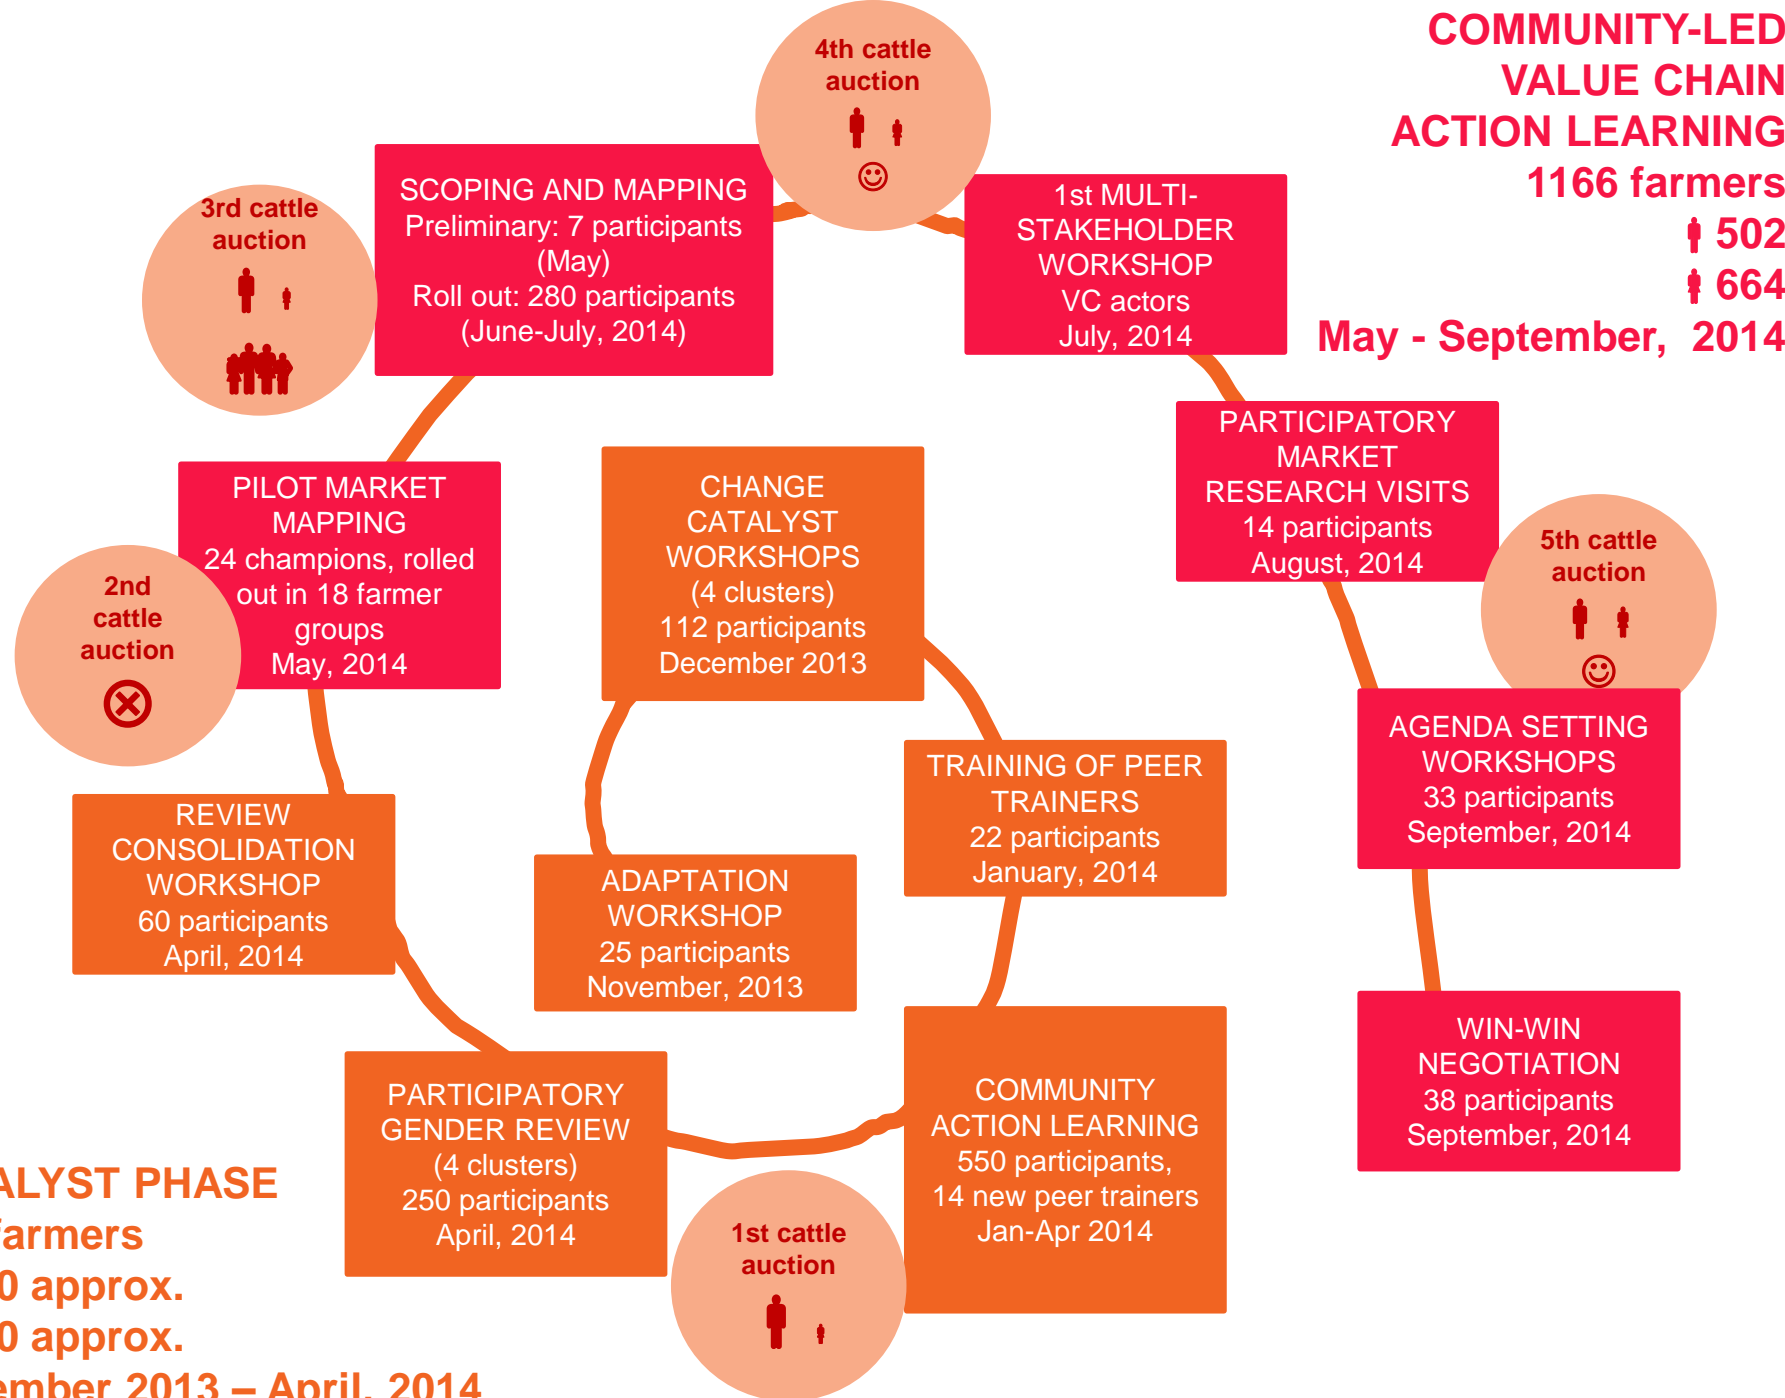 COMMUNITY-LED
VALUE CHAIN
ACTION LEARNING
1166 farmers
502
664
May - September, 2014
4th cattle
auction
SCOPING AND MAPPING
Preliminary: 7 participants
(May)
Roll out: 280 participants
(June-July, 2014)
1st MULTI-
STAKEHOLDER
WORKSHOP
VC actors
July, 2014
3rd cattle
auction
PARTICIPATORY
MARKET
RESEARCH VISITS
14 participants
August, 2014
PILOT MARKET
MAPPING
24 champions, rolled
out in 18 farmer
groups
May, 2014
CHANGE
CATALYST
WORKSHOPS
(4 clusters)
112 participants
December 2013
5th cattle
auction
2nd
cattle
auction
AGENDA SETTING
WORKSHOPS
33 participants
September, 2014
TRAINING OF PEER
TRAINERS
22 participants
January, 2014
REVIEW
CONSOLIDATION
WORKSHOP
60 participants
April, 2014
ADAPTATION
WORKSHOP
25 participants
November, 2013
WIN-WIN
NEGOTIATION
38 participants
September, 2014
PARTICIPATORY
GENDER REVIEW
(4 clusters)
250 participants
April, 2014
COMMUNITY
ACTION LEARNING
550 participants,
14 new peer trainers
Jan-Apr 2014
1st cattle
auction
ALYST PHASE
farmers
0 approx.
0 approx.
ember 2013 – April, 2014